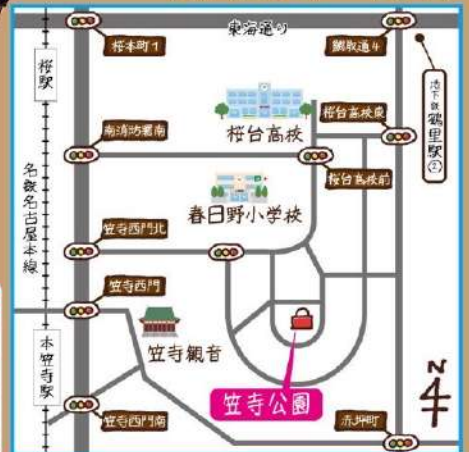 東海通り
桜本町1
鯛取通4
桜駅
地下鉄鶴里駅②
南消防署南
桜台高校
桜台高校東
桜台高校前
名鉄名古屋本線
春日野小学校
笠寺西門北
笠寺西門
笠寺観音
本笠寺駅
笠寺公園
笠寺西門南
赤坪町
N